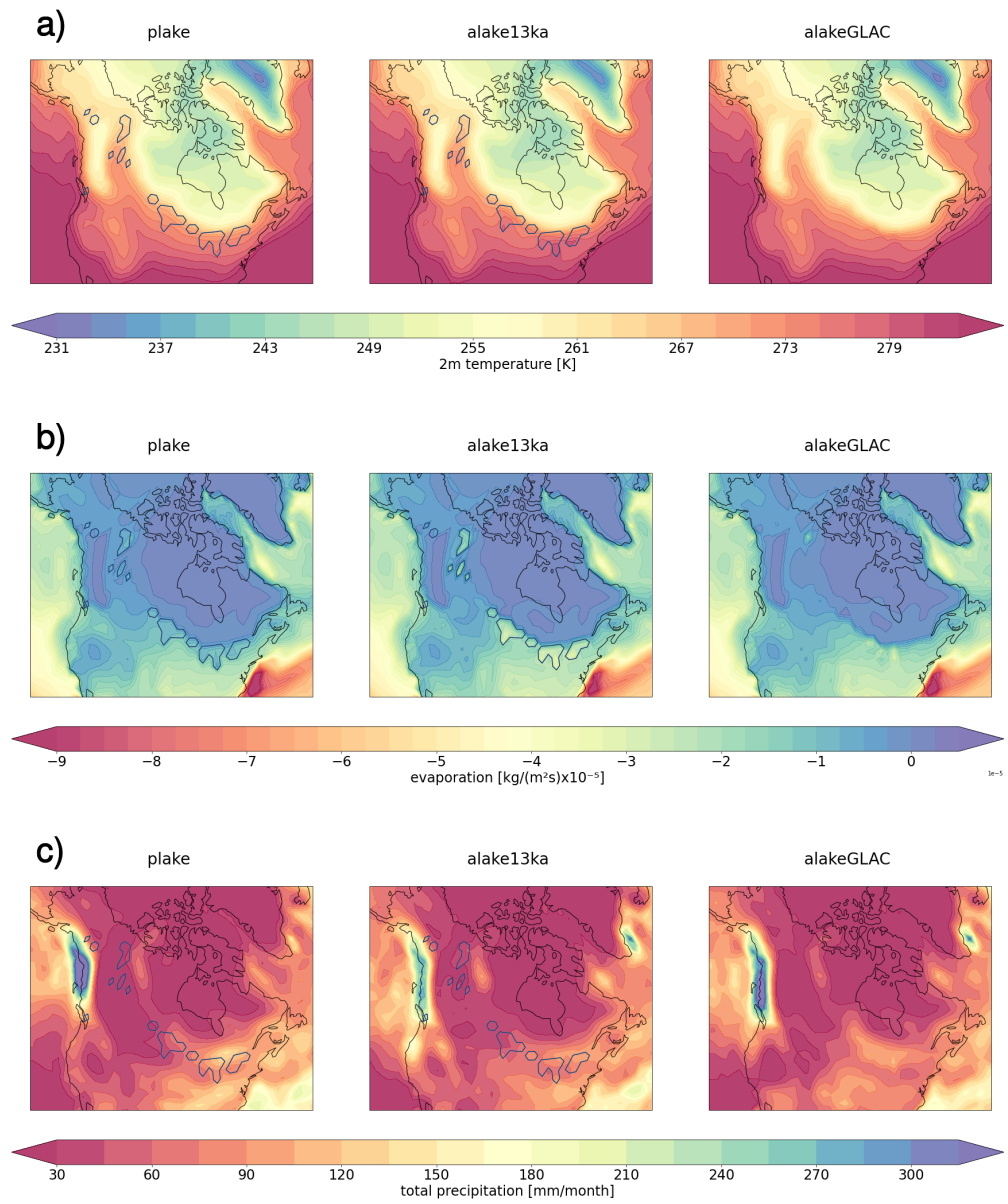 a)
plake alake13ka alakeGLAC
231 237 243 249 255 261 267 273 279
2m temperature [K]
b)
plake alake13ka alakeGLAC
−9 −8 −7 −6 −5 −4 −3 −2 −1 0
evaporation [kg/(m²s)x10⁻⁵]
1e−5
c)
plake alake13ka alakeGLAC
30 60 90 120 150 180 210 240 270 300
total precipitation [mm/month]